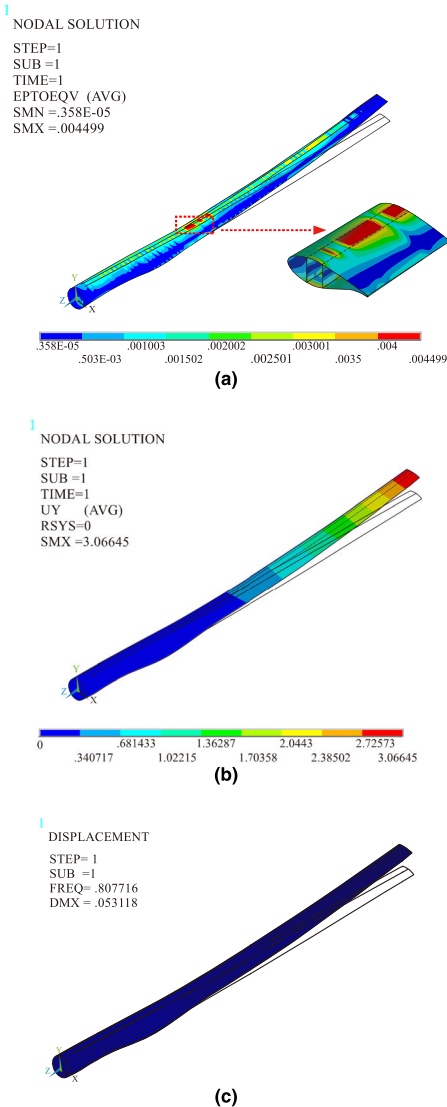 1
NODAL SOLUTION
STEP=1
SUB =1
TIME=1
EPTOEQV (AVG)
SMN =.358E-05
SMX =.004499
Y
Z
X
.358E-05 .001003 .002002 .003001 .004
.503E-03 .001502 .002501 .0035 .004499
(a)
1
NODAL SOLUTION
STEP=1
SUB =1
TIME=1
UY (AVG)
RSYS=0
SMX =3.06645
Y
Z
X
0 .681433 1.36287 2.0443 2.72573
.340717 1.02215 1.70358 2.38502 3.06645
(b)
1
DISPLACEMENT
STEP= 1
SUB =1
FREQ= .807716
DMX = .053118
Y
Z
X
(c)